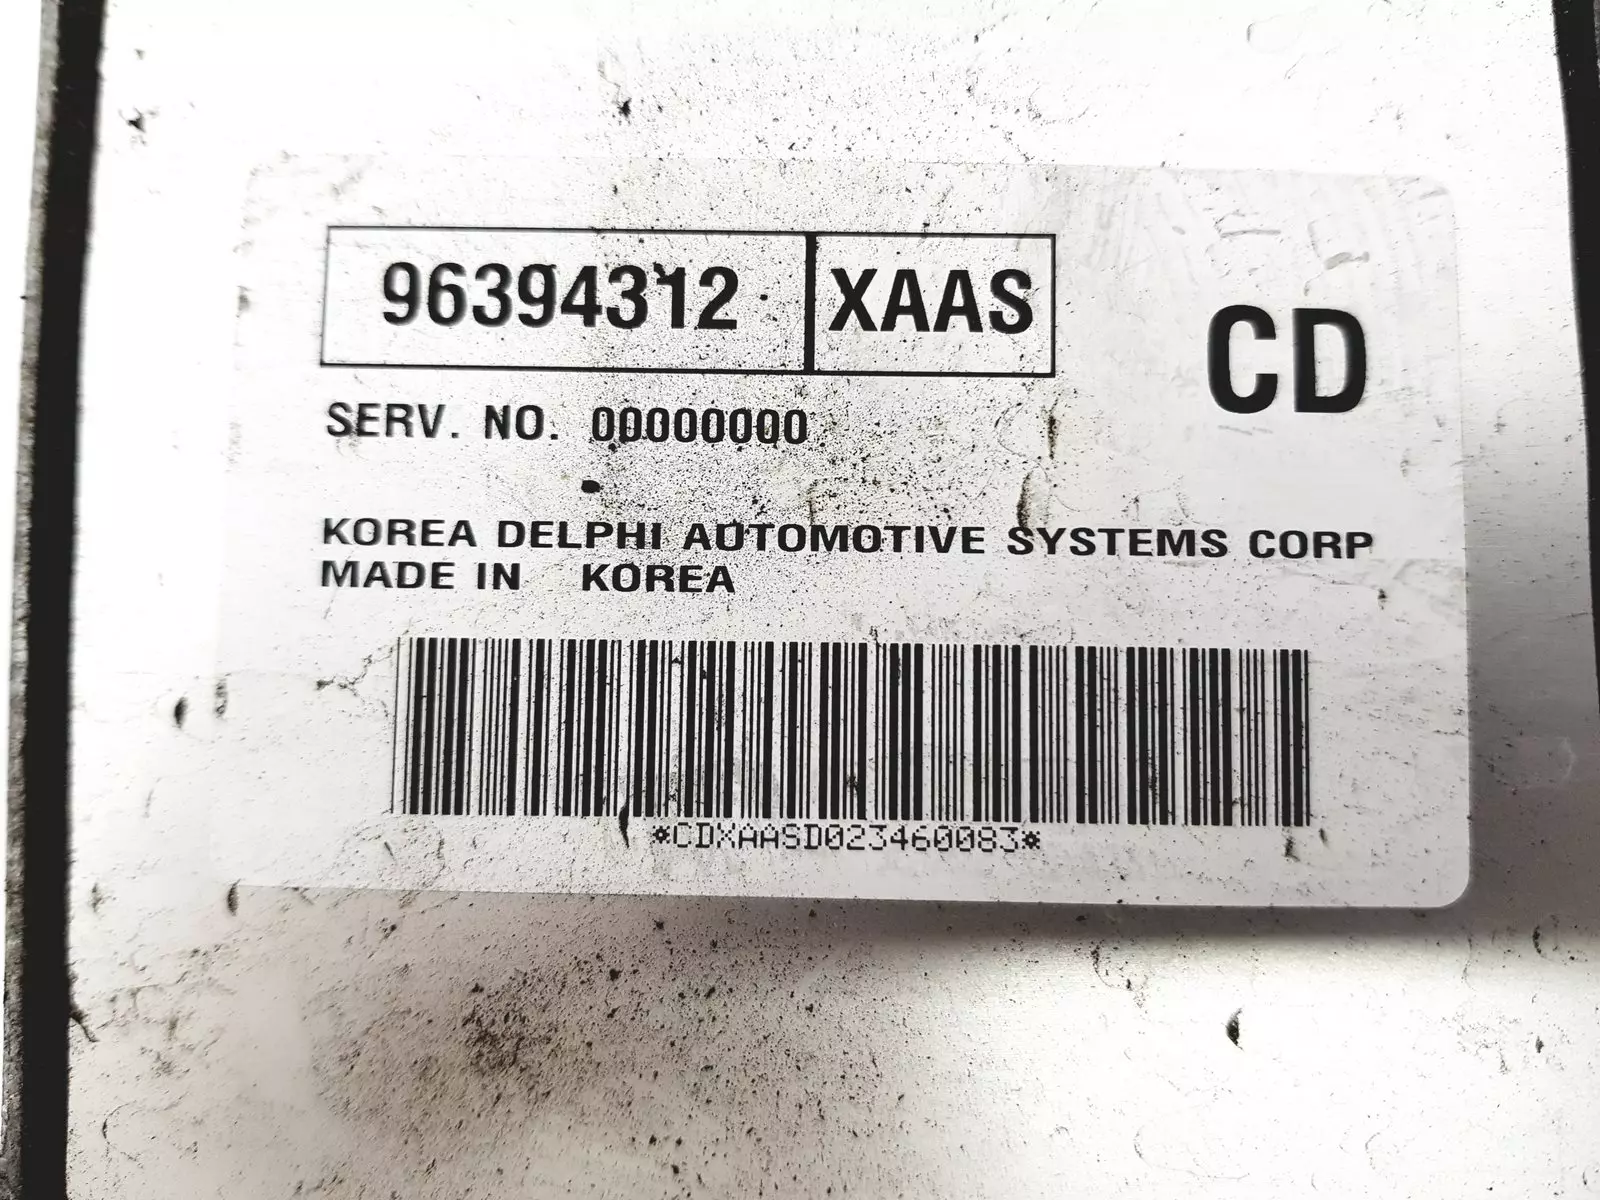 96394312 XAAS
CD
SERV. NO. 00000000
KOREA DELPHI AUTOMOTIVE SYSTEMS CORP
MADE IN KOREA
*CDXAASD023460083*